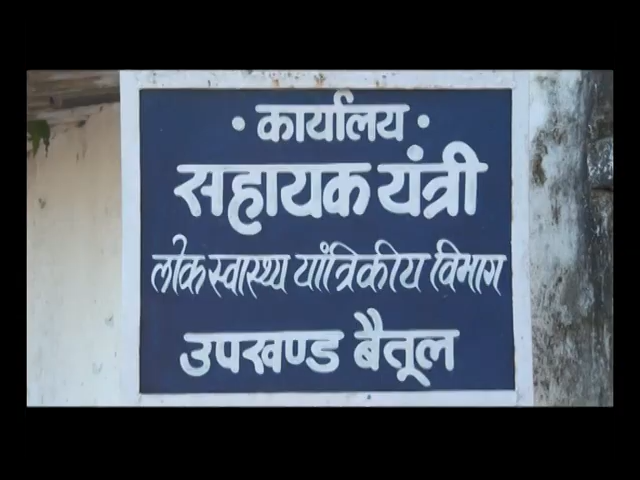 • कार्यालय •
सहायक यंत्री
लोक स्वास्थ्य यांत्रिकीय विभाग
उपखण्ड बैतूल